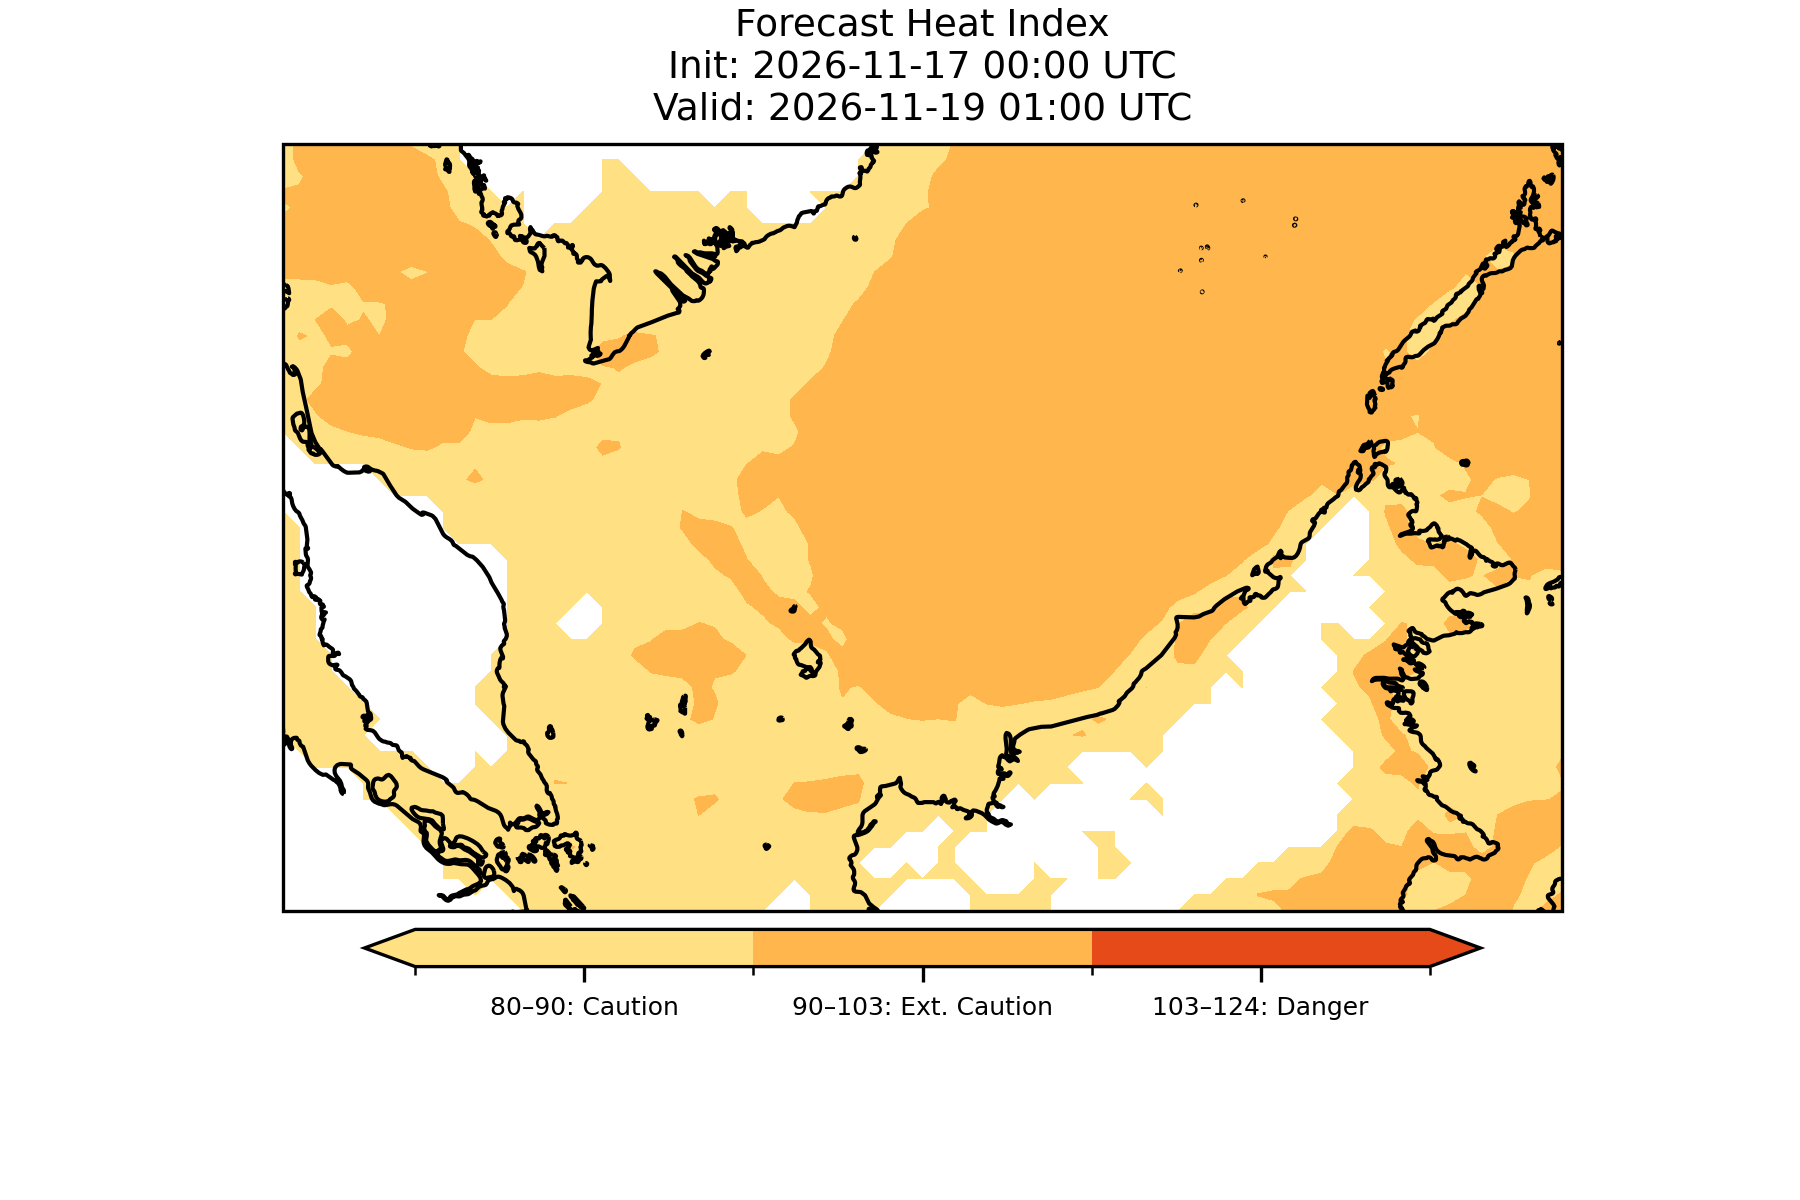 Forecast Heat Index
Init: 2026-11-17 00:00 UTC
Valid: 2026-11-19 01:00 UTC
80–90: Caution
90–103: Ext. Caution
103–124: Danger